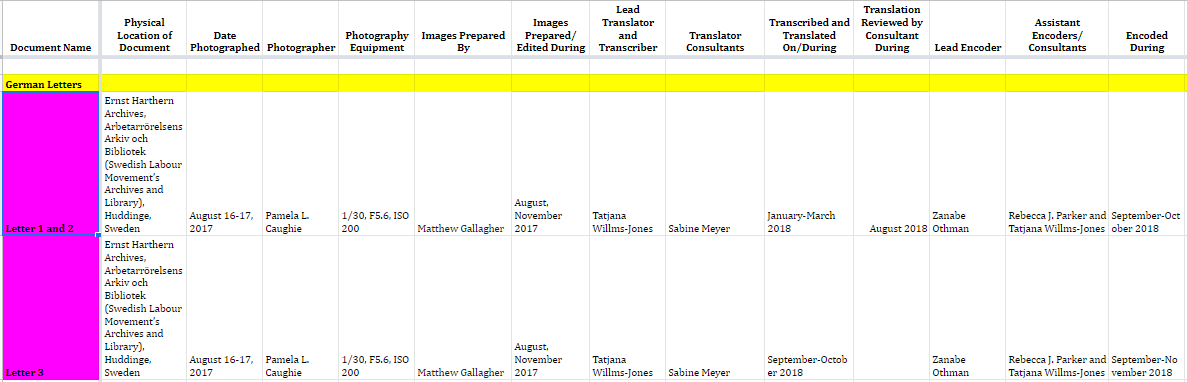 Document Name
Physical
Location of
Document
Date
Photographed
Photographer
Photography
Equipment
Images Prepared
By
Images
Prepared/
Edited During
Lead
Translator
and
Transcriber
Translator
Consultants
Transcribed and
Translated
On/During
Translation
Reviewed by
Consultant
During
Lead Encoder
Assistant
Encoders/
Consultants
Encoded
During
German Letters
Letter 1 and 2
Ernst Harthern
Archives,
Arbetarrörelsens
Arkiv och
Bibliotek
(Swedish Labour
Movement's
Archives and
Library),
Huddinge,
Sweden
August 16-17,
2017
Pamela L.
Caughie
1/30, F5.6, ISO
200
Matthew Gallagher
August,
November
2017
Tatjana
Willms-Jones
Sabine Meyer
January-March
2018
August 2018
Zanabe
Othman
Rebecca J. Parker and
Tatjana Willms-Jones
September-Oct
ober 2018
Letter 3
Ernst Harthern
Archives,
Arbetarrörelsens
Arkiv och
Bibliotek
(Swedish Labour
Movement's
Archives and
Library),
Huddinge,
Sweden
August 16-17,
2017
Pamela L.
Caughie
1/30, F5.6, ISO
200
Matthew Gallagher
August,
November
2017
Tatjana
Willms-Jones
Sabine Meyer
September-Octob
er 2018
Zanabe
Othman
Rebecca J. Parker and
Tatjana Willms-Jones
September-No
vember 2018